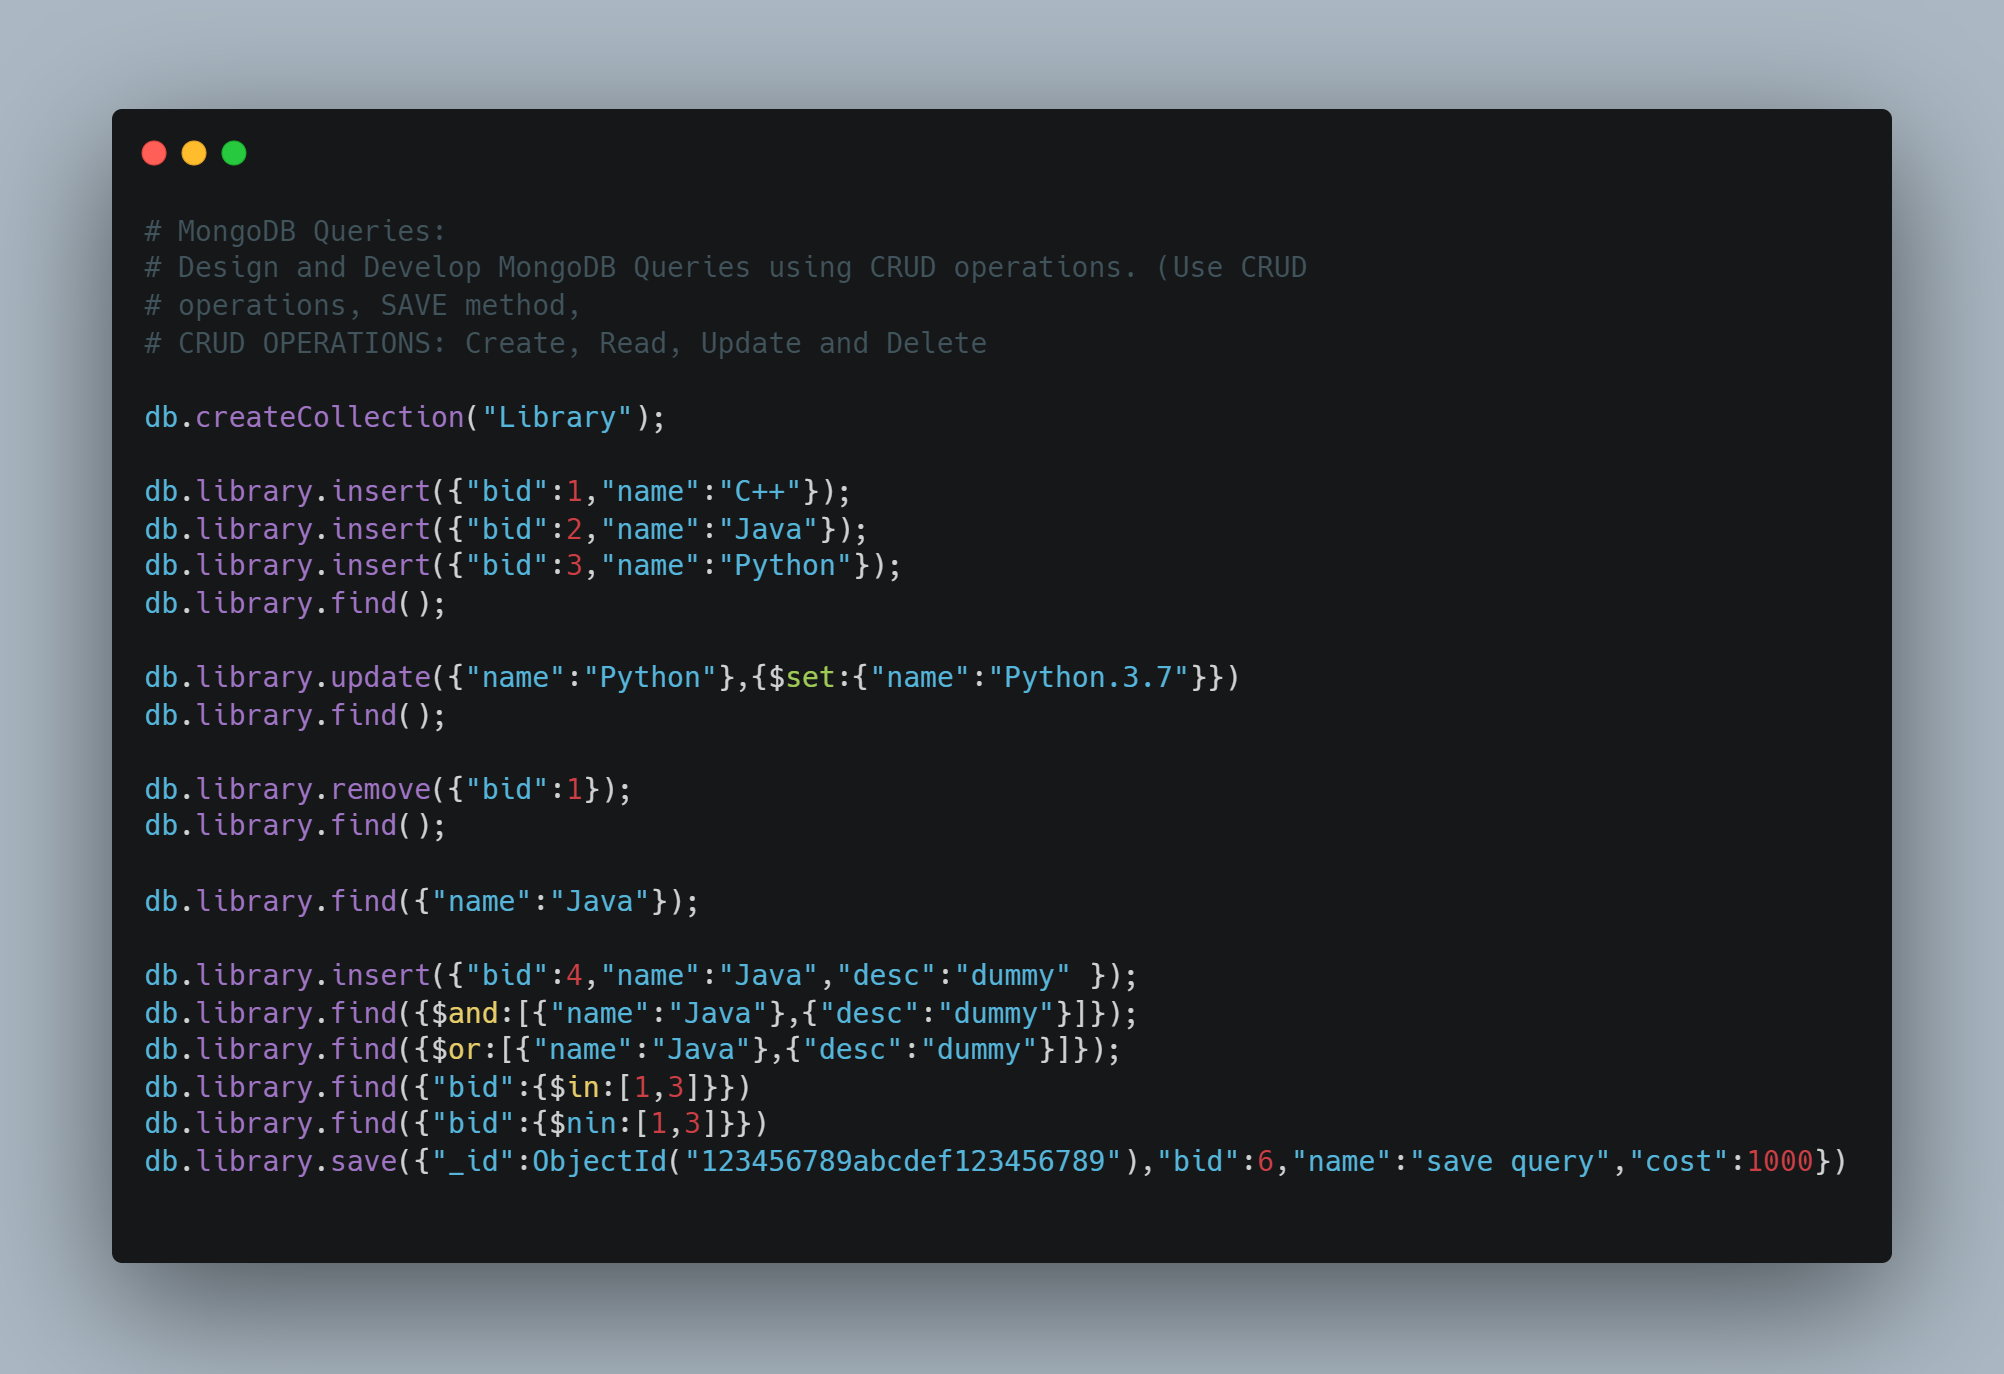 # MongoDB Queries:
# Design and Develop MongoDB Queries using CRUD operations. (Use CRUD
# operations, SAVE method,
# CRUD OPERATIONS: Create, Read, Update and Delete
db.createCollection("Library");
db.library.insert({"bid":1,"name":"C++"});
db.library.insert({"bid":2,"name":"Java"});
db.library.insert({"bid":3,"name":"Python"});
db.library.find();
db.library.update({"name":"Python"},{$set:{"name":"Python.3.7"}})
db.library.find();
db.library.remove({"bid":1});
db.library.find();
db.library.find({"name":"Java"});
db.library.insert({"bid":4,"name":"Java","desc":"dummy" });
db.library.find({$and:[{"name":"Java"},{"desc":"dummy"}]});
db.library.find({$or:[{"name":"Java"},{"desc":"dummy"}]});
db.library.find({"bid":{$in:[1,3]}})
db.library.find({"bid":{$nin:[1,3]}})
db.library.save({"_id":ObjectId("123456789abcdef123456789"),"bid":6,"name":"save query","cost":1000})